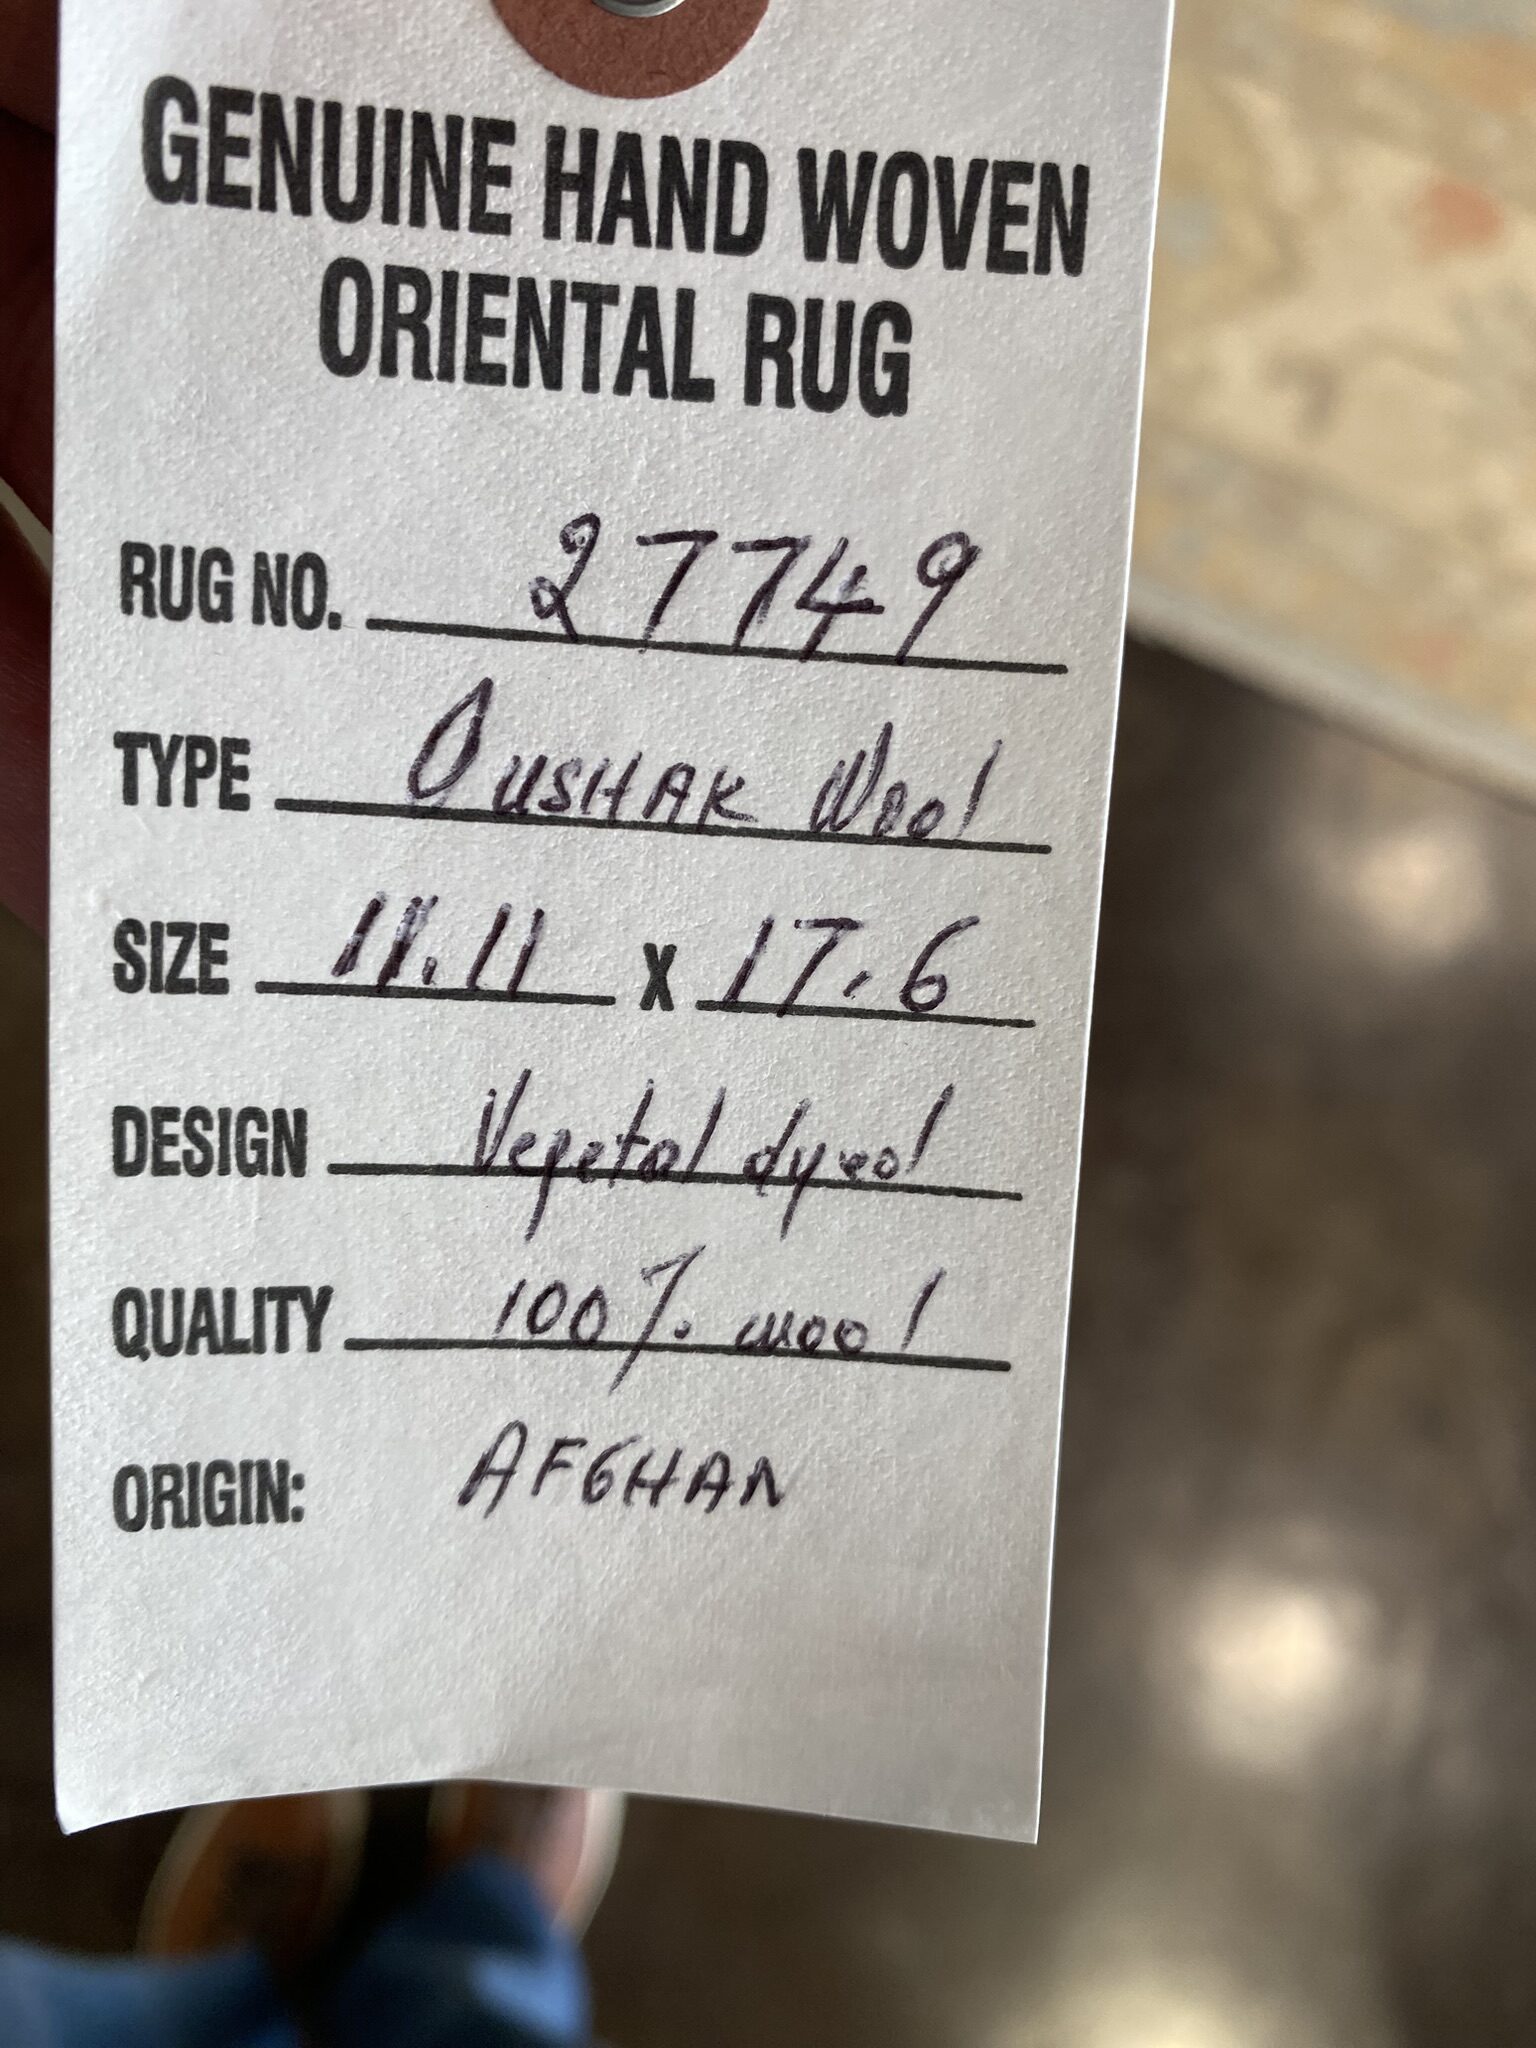 GENUINE HAND WOVEN
ORIENTAL RUG
RUG NO. 27749
TYPE OUSHAK Wool
SIZE 11.11 X 17.6
DESIGN Vegetal dyed
QUALITY 100% wool
ORIGIN: AFGHAN